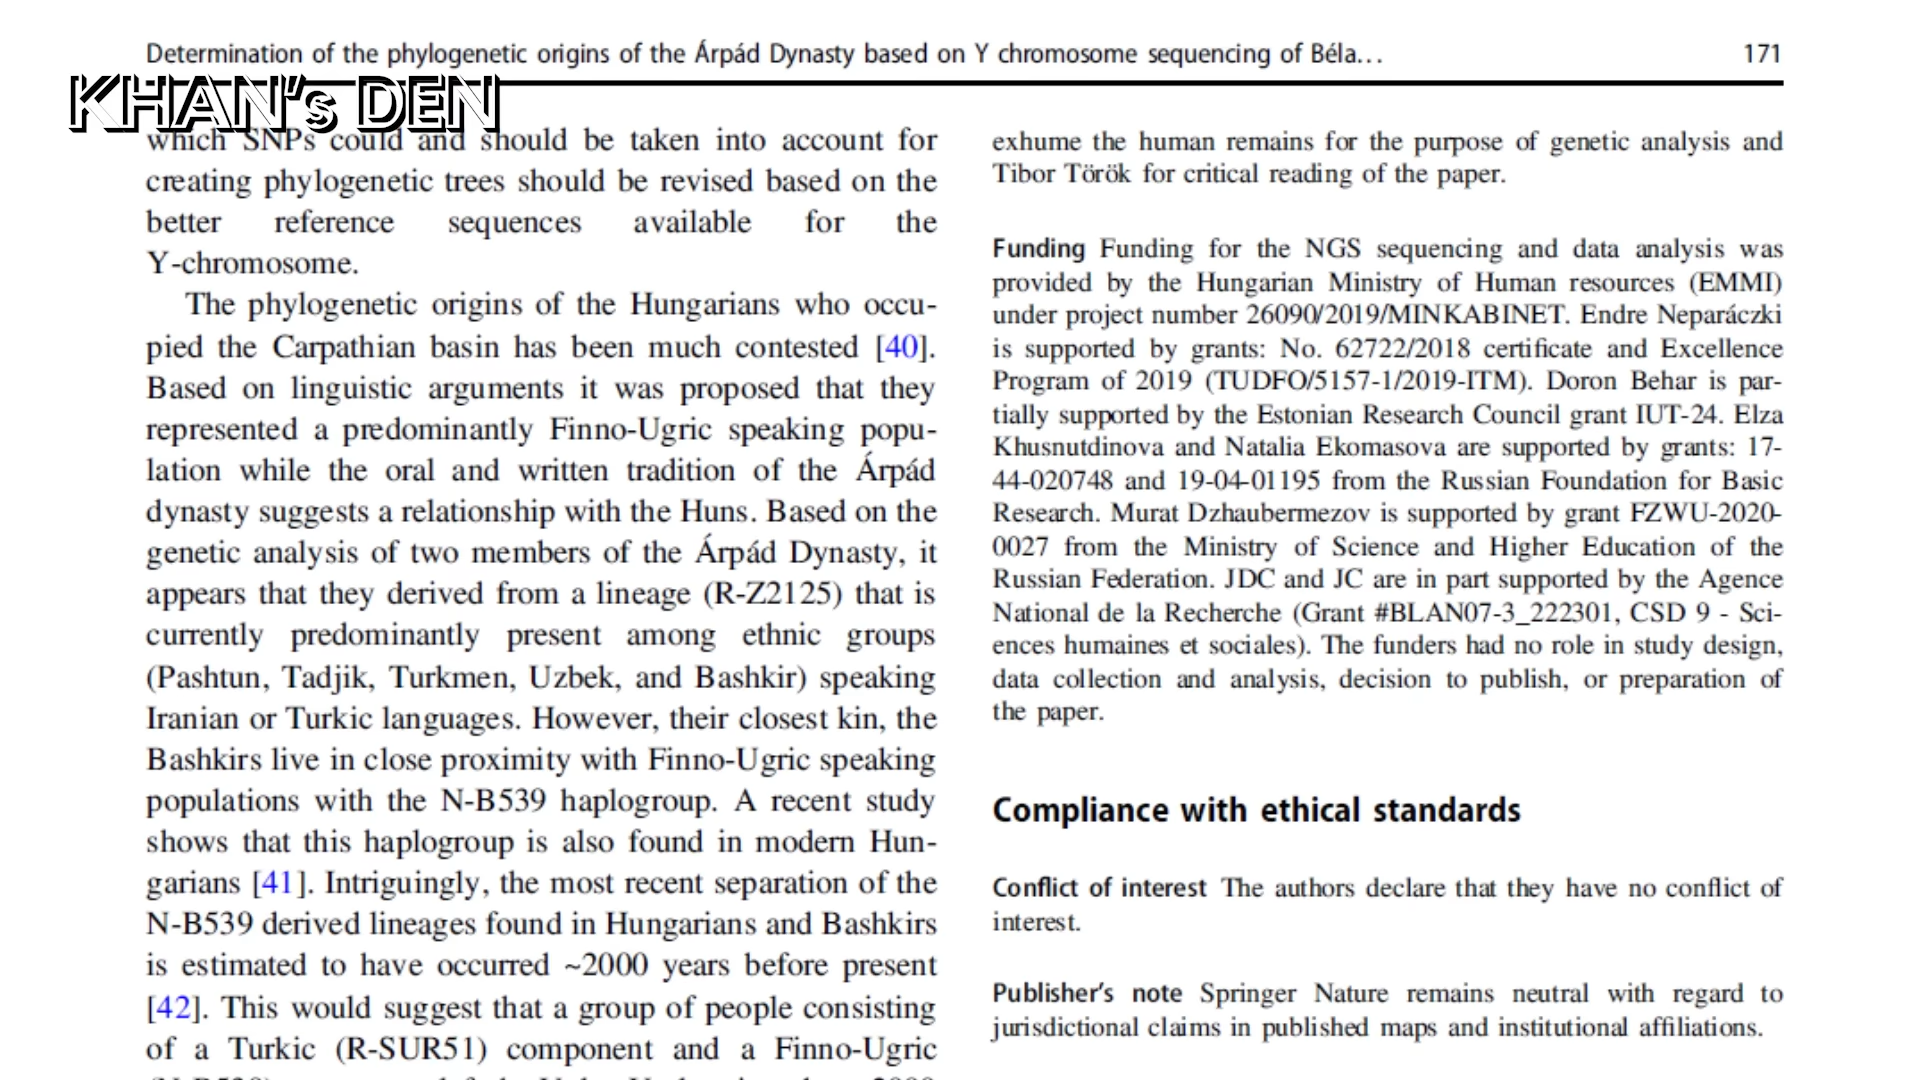 Determination of the phylogenetic origins of the Árpád Dynasty based on Y chromosome sequencing of Béla...
171
KHAN's DEN
which SNPs could and should be taken into account for
creating phylogenetic trees should be revised based on the
better reference sequences available for the
Y-chromosome.
The phylogenetic origins of the Hungarians who occu-
pied the Carpathian basin has been much contested [40].
Based on linguistic arguments it was proposed that they
represented a predominantly Finno-Ugric speaking popu-
lation while the oral and written tradition of the Árpád
dynasty suggests a relationship with the Huns. Based on the
genetic analysis of two members of the Árpád Dynasty, it
appears that they derived from a lineage (R-Z2125) that is
currently predominantly present among ethnic groups
(Pashtun, Tadjik, Turkmen, Uzbek, and Bashkir) speaking
Iranian or Turkic languages. However, their closest kin, the
Bashkirs live in close proximity with Finno-Ugric speaking
populations with the N-B539 haplogroup. A recent study
shows that this haplogroup is also found in modern Hun-
garians [41]. Intriguingly, the most recent separation of the
N-B539 derived lineages found in Hungarians and Bashkirs
is estimated to have occurred ~2000 years before present
[42]. This would suggest that a group of people consisting
of a Turkic (R-SUR51) component and a Finno-Ugric
exhume the human remains for the purpose of genetic analysis and
Tibor Török for critical reading of the paper.
Funding Funding for the NGS sequencing and data analysis was
provided by the Hungarian Ministry of Human resources (EMMI)
under project number 26090/2019/MINKABINET. Endre Neparáczki
is supported by grants: No. 62722/2018 certificate and Excellence
Program of 2019 (TUDFO/5157-1/2019-ITM). Doron Behar is par-
tially supported by the Estonian Research Council grant IUT-24. Elza
Khusnutdinova and Natalia Ekomasova are supported by grants: 17-
44-020748 and 19-04-01195 from the Russian Foundation for Basic
Research. Murat Dzhaubermezov is supported by grant FZWU-2020-
0027 from the Ministry of Science and Higher Education of the
Russian Federation. JDC and JC are in part supported by the Agence
National de la Recherche (Grant #BLAN07-3_222301, CSD 9 - Sci-
ences humaines et sociales). The funders had no role in study design,
data collection and analysis, decision to publish, or preparation of
the paper.
Compliance with ethical standards
Conflict of interest The authors declare that they have no conflict of
interest.
Publisher's note Springer Nature remains neutral with regard to
jurisdictional claims in published maps and institutional affiliations.